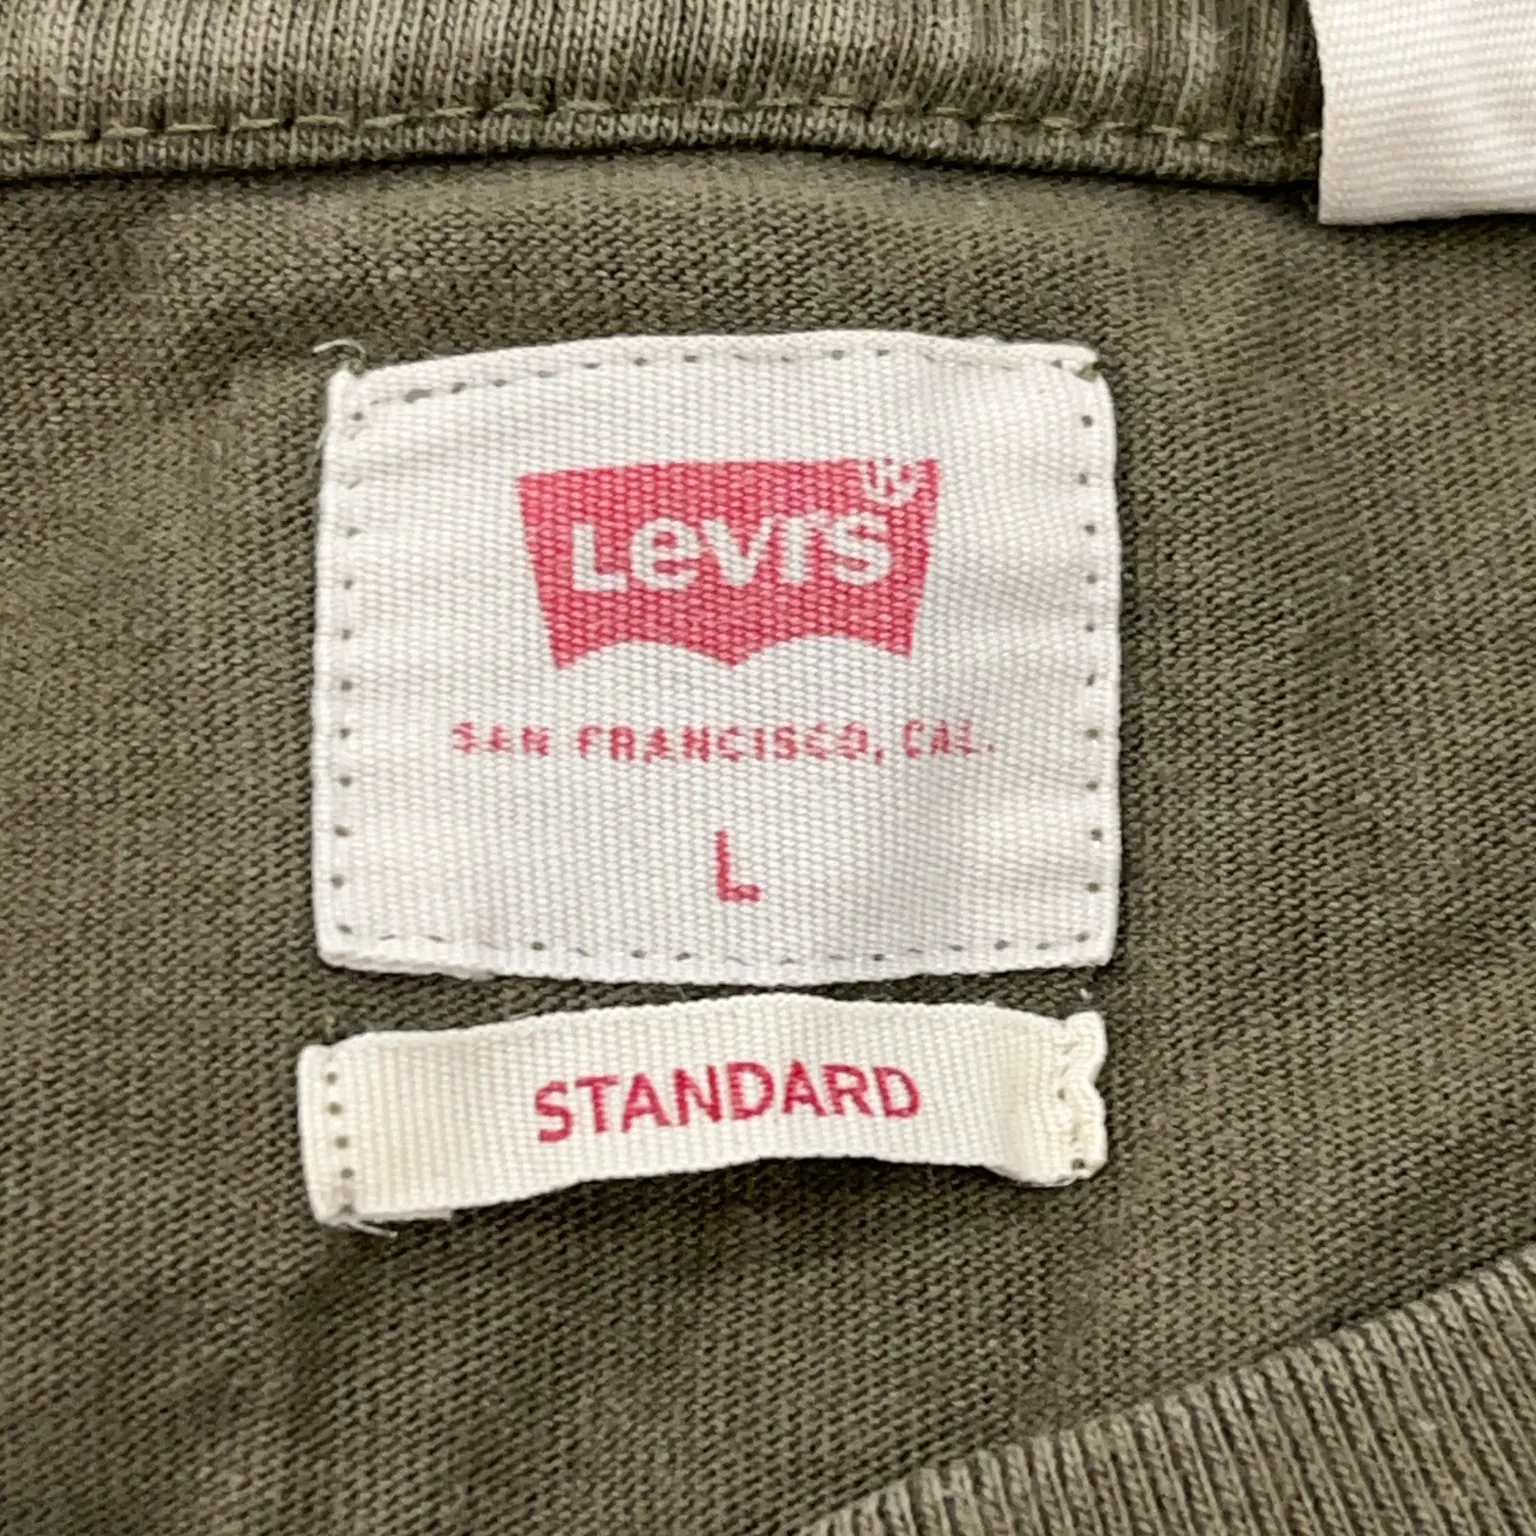 Levi's®
SAN FRANCISCO, CAL.
L
STANDARD